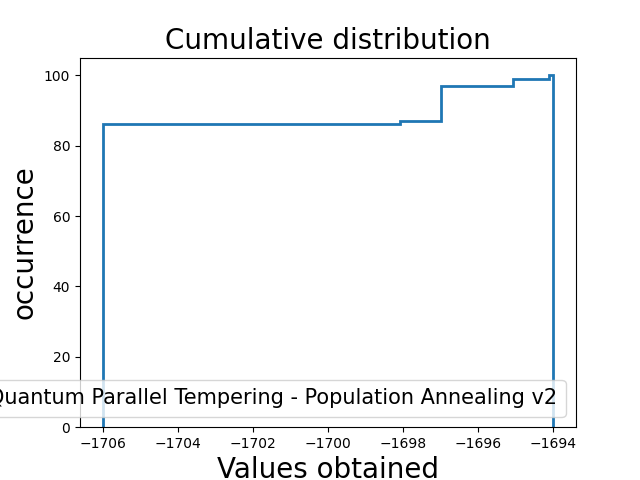 Cumulative distribution
100
80
60
40
20
0
occurrence
Parallel Tempering - Population Annealing v2
−1706 −1704 −1702 −1700 −1698 −1696 −1694
Values obtained